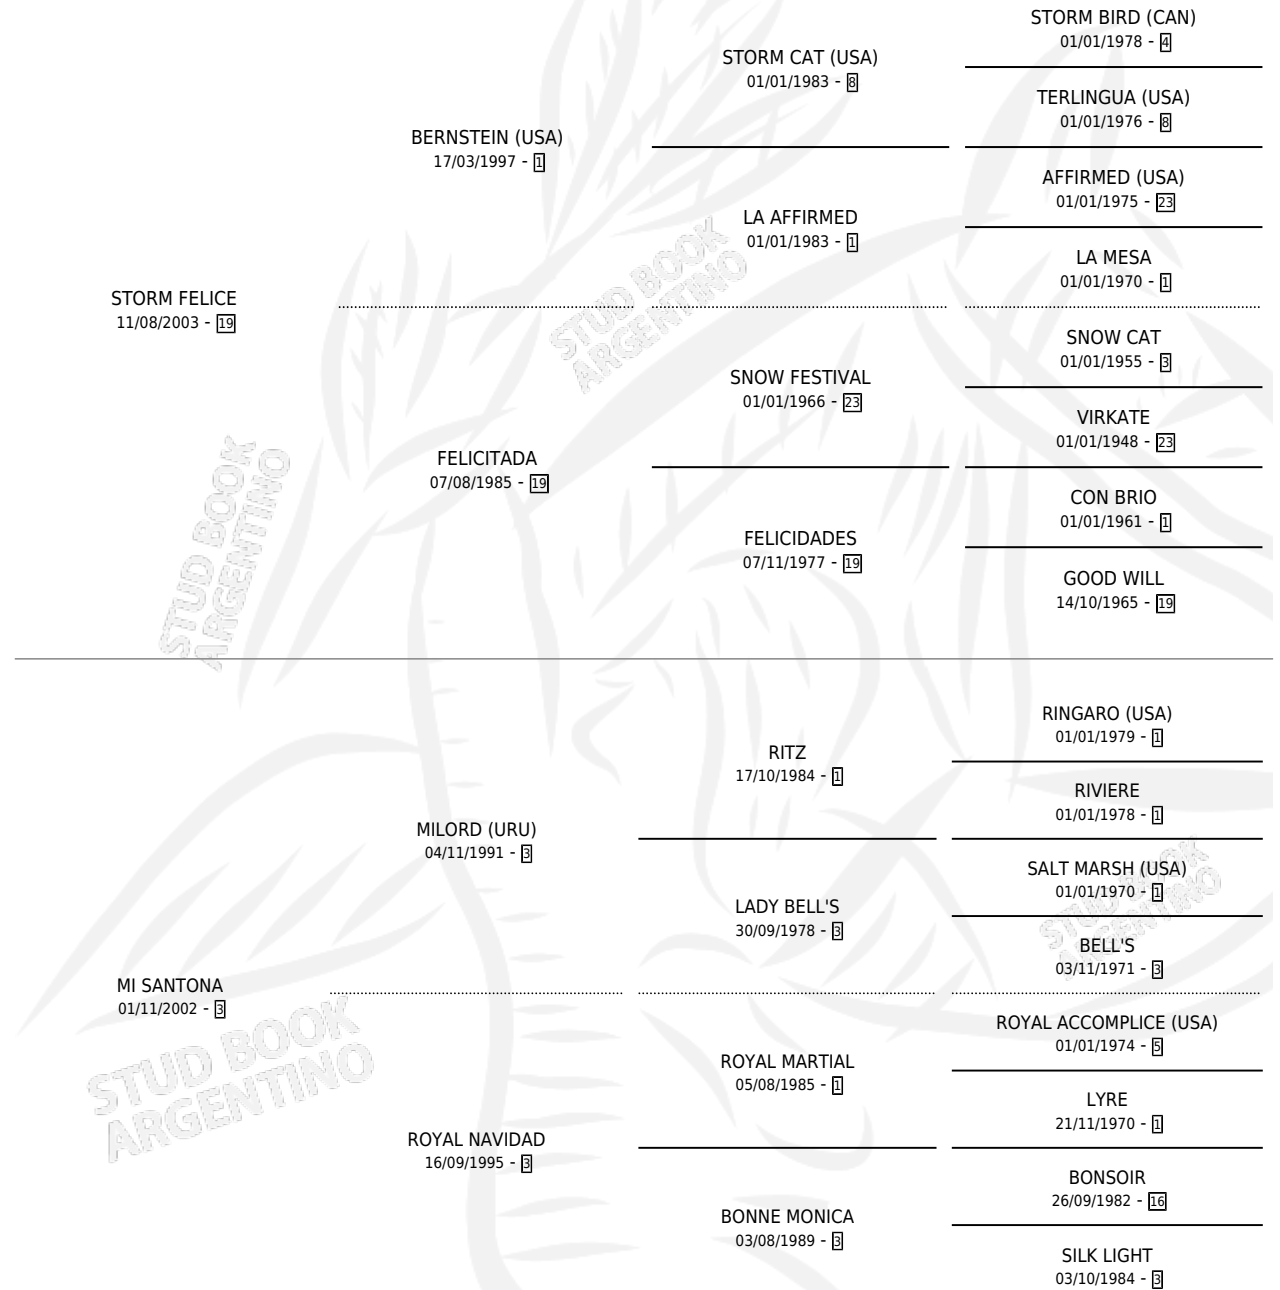 STORM BIRD (CAN)
01/01/1978 - 4
STORM CAT (USA)
01/01/1983 - 8
TERLINGUA (USA)
01/01/1976 - 8
BERNSTEIN (USA)
17/03/1997 - 1
AFFIRMED (USA)
01/01/1975 - 23
LA AFFIRMED
01/01/1983 - 1
LA MESA
01/01/1970 - 1
STORM FELICE
11/08/2003 - 19
SNOW CAT
01/01/1955 - 3
SNOW FESTIVAL
01/01/1966 - 23
VIRKATE
01/01/1948 - 23
FELICITADA
07/08/1985 - 19
CON BRIO
01/01/1961 - 1
FELICIDADES
07/11/1977 - 19
GOOD WILL
14/10/1965 - 19
STUD BOOK
ARGENTINO
STUD BOOK
ARGENTINO
RINGARO (USA)
01/01/1979 - 1
RITZ
17/10/1984 - 1
RIVIERE
01/01/1978 - 1
MILORD (URU)
04/11/1991 - 3
SALT MARSH (USA)
01/01/1970 - 1
LADY BELL'S
30/09/1978 - 3
BELL'S
03/11/1971 - 3
MI SANTONA
01/11/2002 - 3
ROYAL ACCOMPLICE (USA)
01/01/1974 - 5
ROYAL MARTIAL
05/08/1985 - 1
LYRE
21/11/1970 - 1
ROYAL NAVIDAD
16/09/1995 - 3
BONSOIR
26/09/1982 - 16
BONNE MONICA
03/08/1989 - 3
SILK LIGHT
03/10/1984 - 3
STUD BOOK
ARGENTINO
STUD BOOK
ARGENTINO